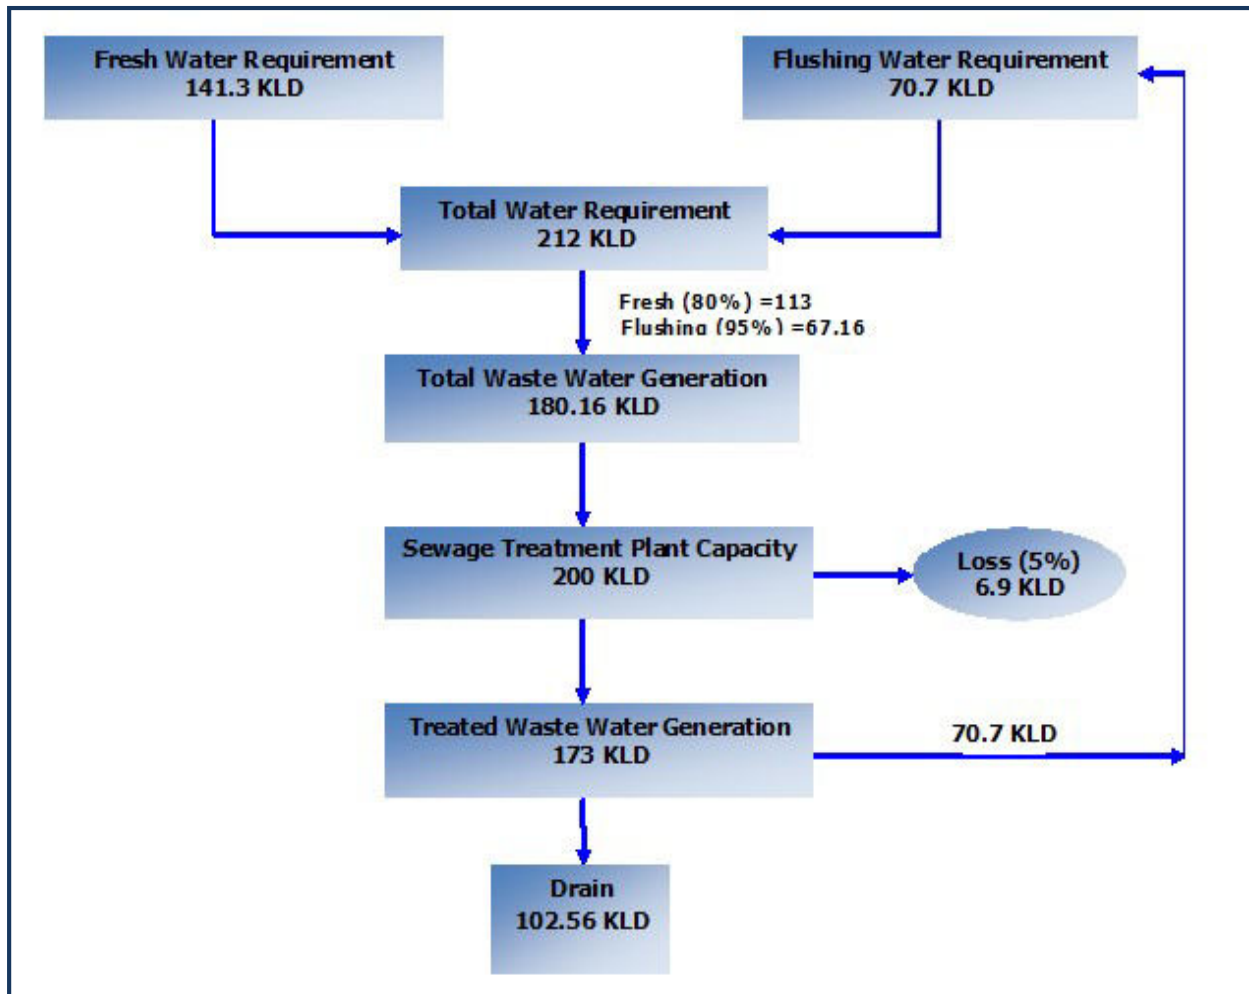 Fresh Water Requirement
141.3 KLD
Flushing Water Requirement
70.7 KLD
Total Water Requirement
212 KLD
Fresh (80%) =113
Flushing (95%) =67.16
Total Waste Water Generation
180.16 KLD
Sewage Treatment Plant Capacity
200 KLD
Loss (5%)
6.9 KLD
Treated Waste Water Generation
173 KLD
70.7 KLD
Drain
102.56 KLD